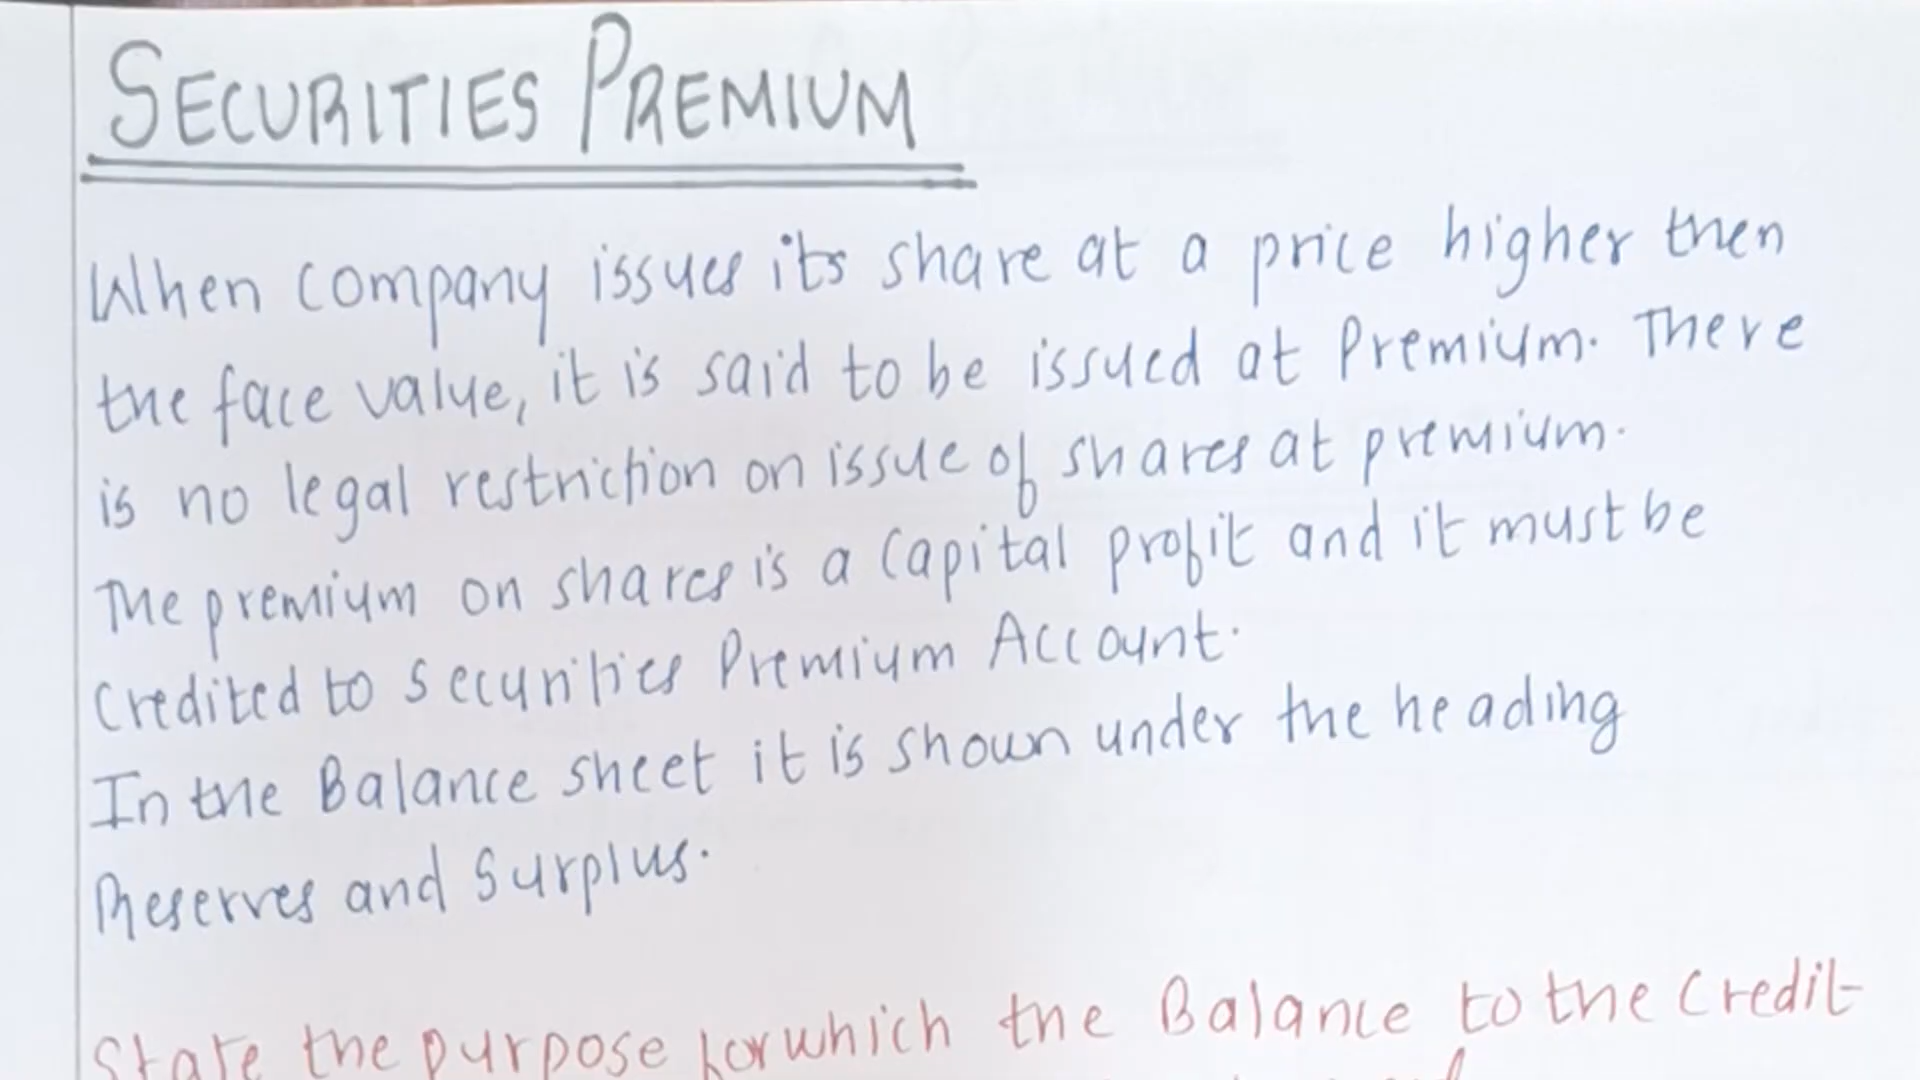 SECURITIES PREMIUM
When company issues its share at a price higher then
the face value, it is said to be issued at Premium. There
is no legal restriction on issue of shares at premium.
The premium on shares is a Capital profit and it must be
Credited to Securities Premium Account.
In the Balance sheet it is shown under the heading
Reserves and Surplus.
State the purpose for which the Balance to the Credit